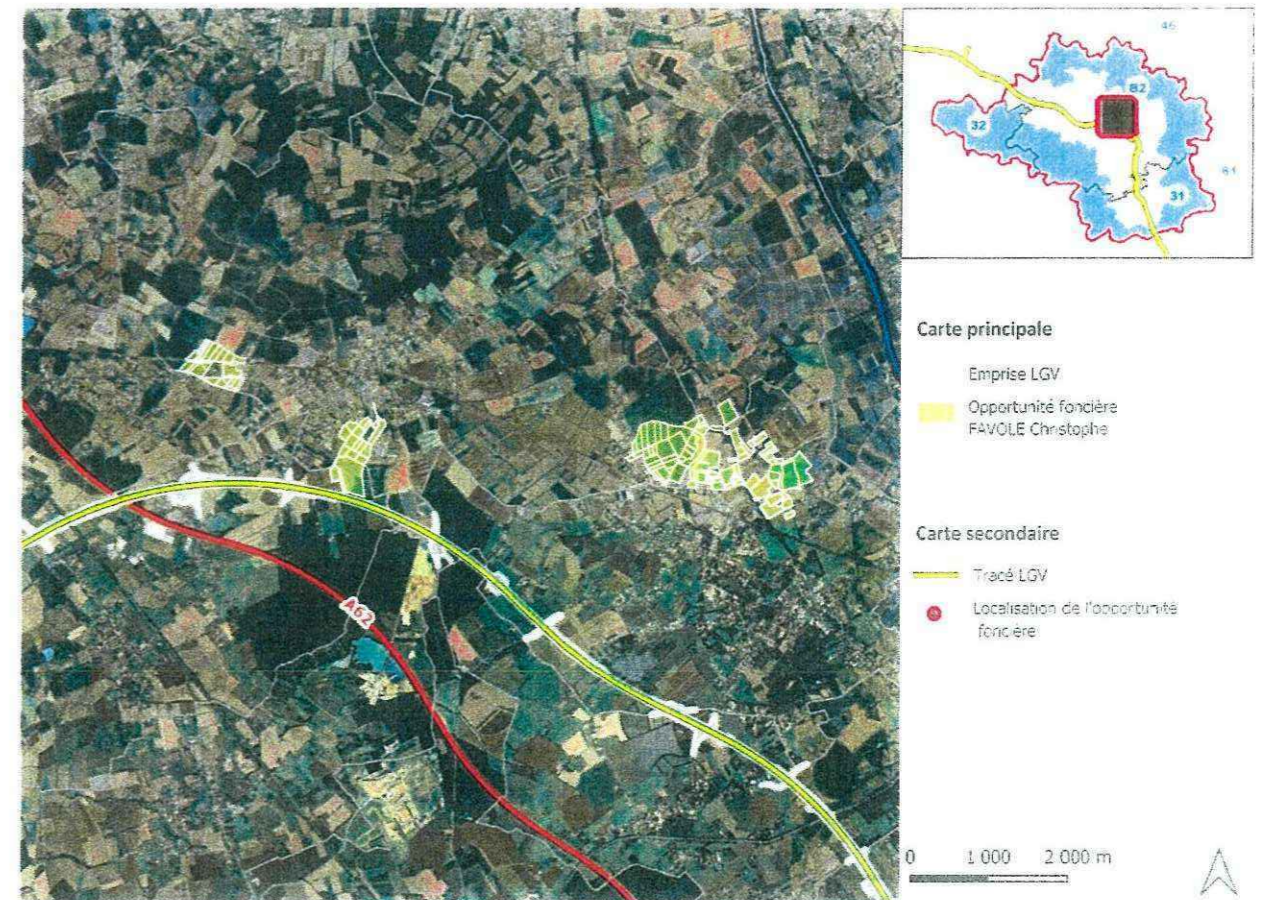 46
82
32
81
31
Carte principale
Emprise LGV
Opportunité foncière
FAVOLE Christophe
Carte secondaire
Tracé LGV
Localisation de l'opportunité
foncière
A62
0 1 000 2 000 m